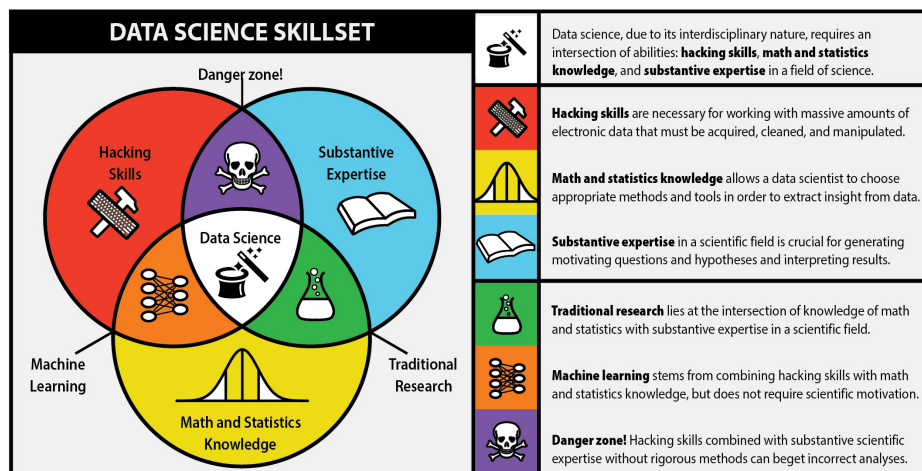 DATA SCIENCE SKILLSET
Danger zone!
Hacking
Skills
Substantive
Expertise
Data Science
Machine
Learning
Traditional
Research
Math and Statistics
Knowledge
Data science, due to its interdisciplinary nature, requires an
intersection of abilities: hacking skills, math and statistics
knowledge, and substantive expertise in a field of science.
Hacking skills are necessary for working with massive amounts of
electronic data that must be acquired, cleaned, and manipulated.
Math and statistics knowledge allows a data scientist to choose
appropriate methods and tools in order to extract insight from data.
Substantive expertise in a scientific field is crucial for generating
motivating questions and hypotheses and interpreting results.
Traditional research lies at the intersection of knowledge of math
and statistics with substantive expertise in a scientific field.
Machine learning stems from combining hacking skills with math
and statistics knowledge, but does not require scientific motivation.
Danger zone! Hacking skills combined with substantive scientific
expertise without rigorous methods can beget incorrect analyses.